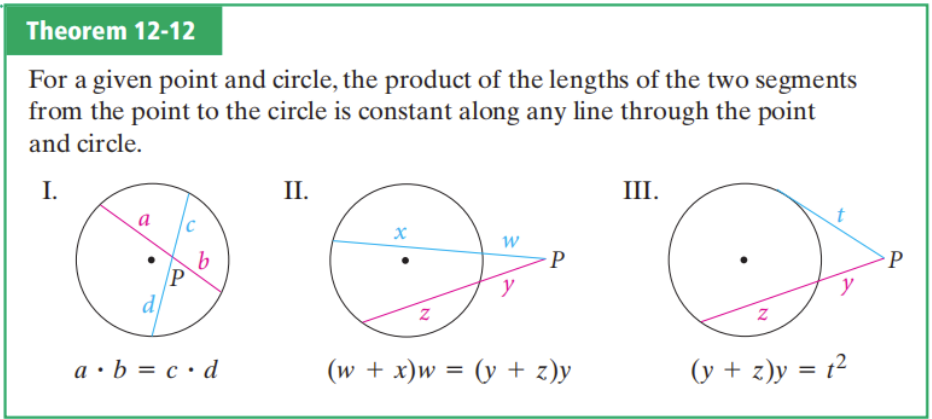 Theorem 12-12
For a given point and circle, the product of the lengths of the two segments
from the point to the circle is constant along any line through the point
and circle.
I.
a
c
b
P
d
a · b = c · d
II.
x
w
P
y
z
(w + x)w = (y + z)y
III.
t
P
y
z
(y + z)y = t²